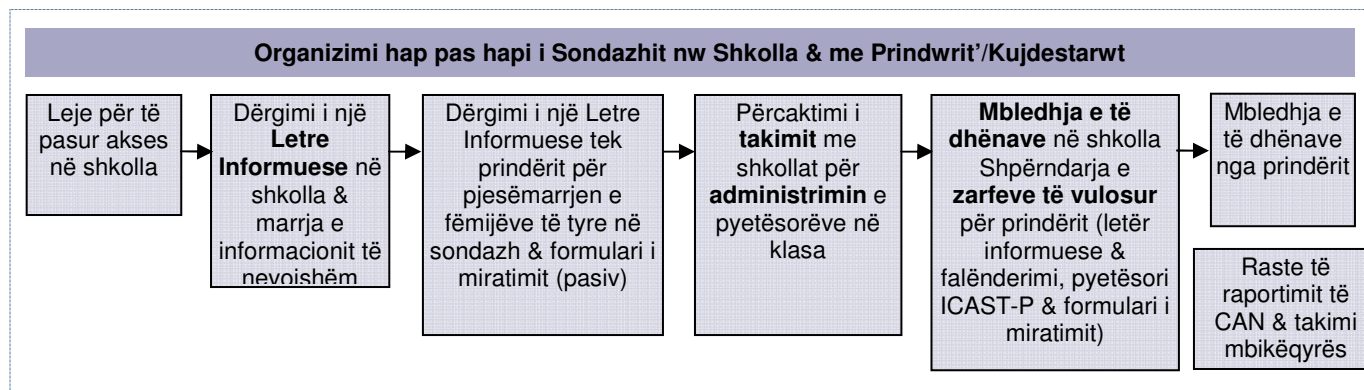 Organizimi hap pas hapi i Sondazhit nw Shkolla & me Prindwrit’/Kujdestarwt
Leje për të
pasur akses
në shkolla
Dërgimi i një
Letre
Informuese në
shkolla &
marrja e
informacionit të
nevojshëm
Dërgimi i një Letre
Informuese tek
prindërit për
pjesëmarrjen e
fëmijëve të tyre në
sondazh & formulari i
miratimit (pasiv)
Përcaktimi i
takimit me
shkollat për
administrimin e
pyetësorëve në
klasa
Mbledhja e të
dhënave në shkolla
Shpërndarja e
zarfeve të vulosur
për prindërit (letër
informuese &
falënderimi, pyetësori
ICAST-P & formulari i
miratimit)
Mbledhja e
të dhënave
nga prindërit
Raste të
raportimit të
CAN & takimi
mbikëqyrës